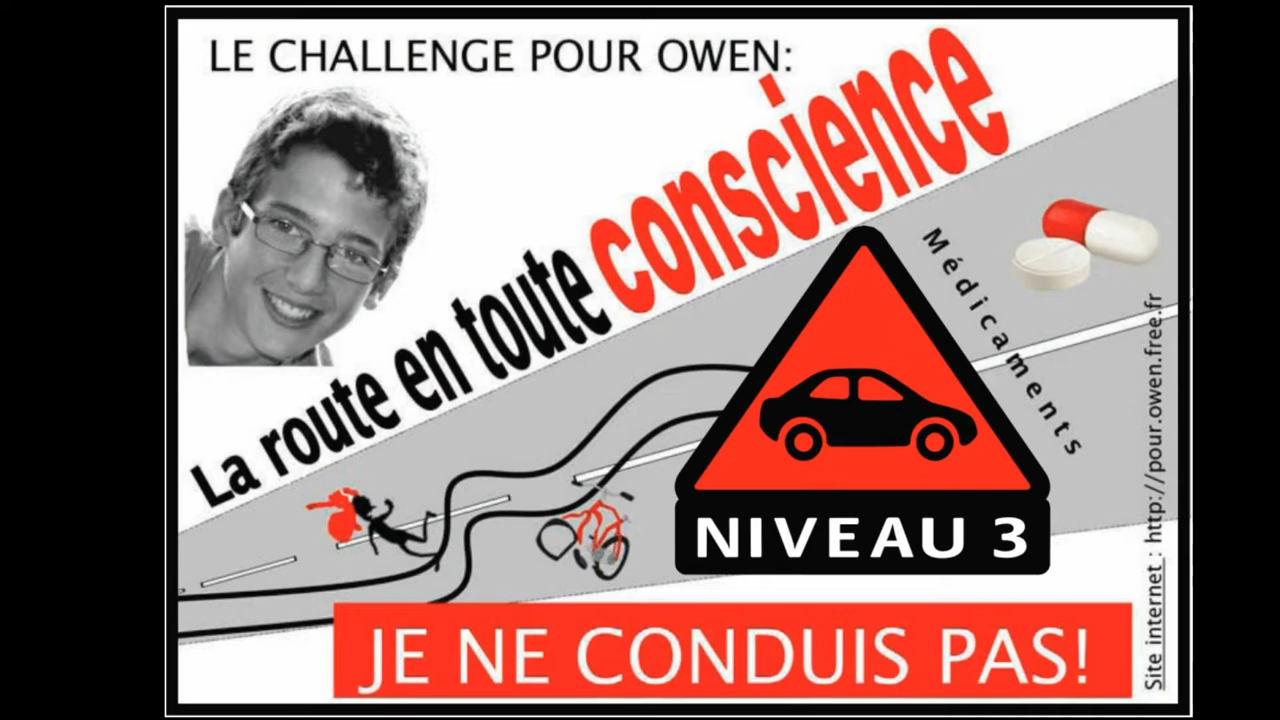 LE CHALLENGE POUR OWEN:
La route en toute conscience
Médicaments
NIVEAU 3
JE NE CONDUIS PAS!
Site internet : http://pour.owen.free.fr